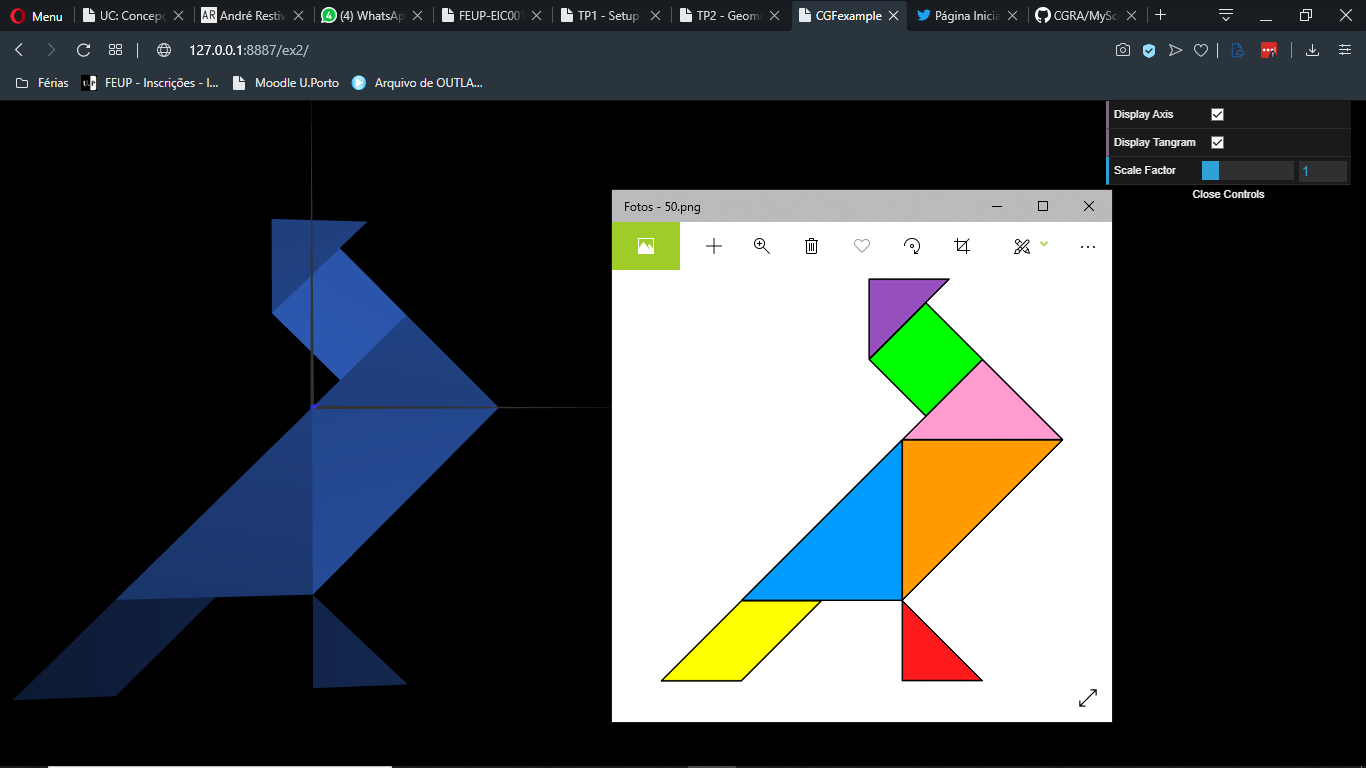 Menu
UC: Concep
André Restiv
(4) WhatsAp
FEUP-EIC001
TP1 - Setup
TP2 - Geom
CGFexample
Página Inicia
CGRA/MySc
127.0.0.1:8887/ex2/
Férias
FEUP - Inscrições - I...
Moodle U.Porto
Arquivo de OUTLA...
Display Axis
Display Tangram
Scale Factor
1
Close Controls
Fotos - 50.png